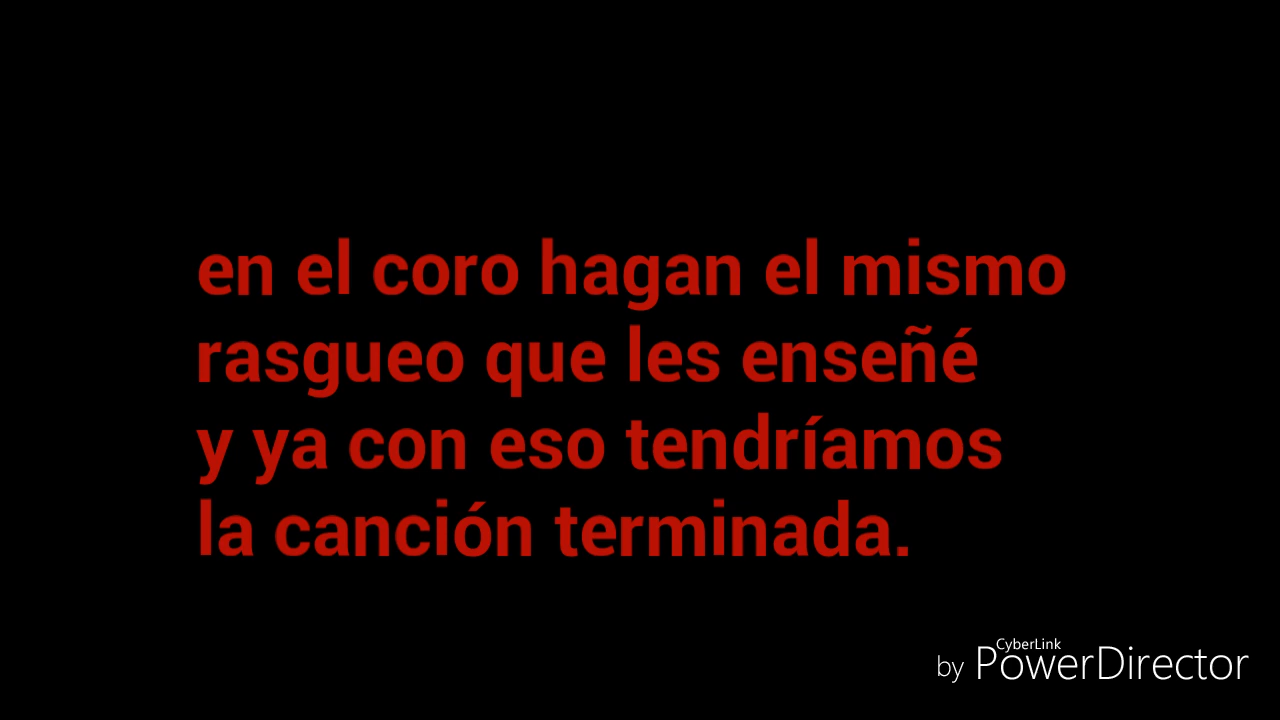 en el coro hagan el mismo
rasgueo que les enseñé
y ya con eso tendríamos
la canción terminada.
CyberLink
by PowerDirector